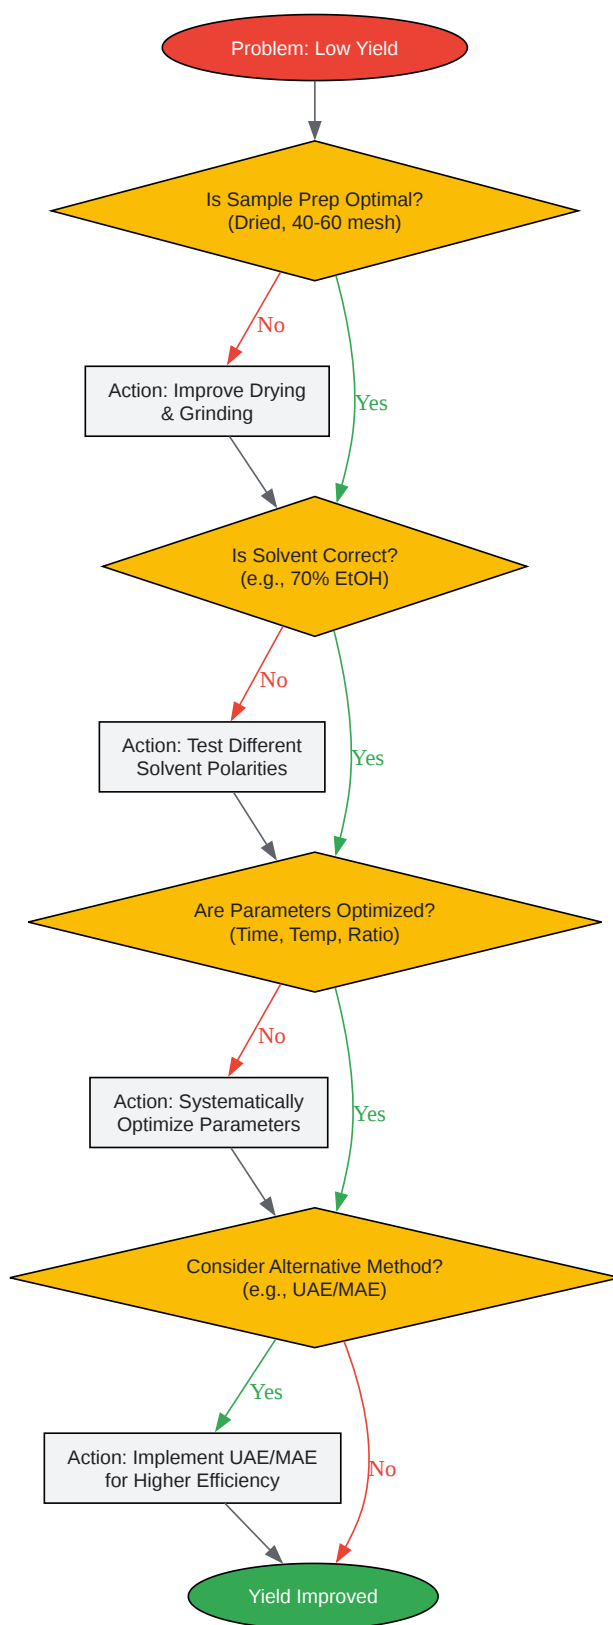 Problem: Low Yield
Is Sample Prep Optimal?
(Dried, 40-60 mesh)
No
Action: Improve Drying
& Grinding
Yes
Is Solvent Correct?
(e.g., 70% EtOH)
No
Action: Test Different
Solvent Polarities
Yes
Are Parameters Optimized?
(Time, Temp, Ratio)
No
Action: Systematically
Optimize Parameters
Yes
Consider Alternative Method?
(e.g., UAE/MAE)
Yes
Action: Implement UAE/MAE
for Higher Efficiency
No
Yield Improved